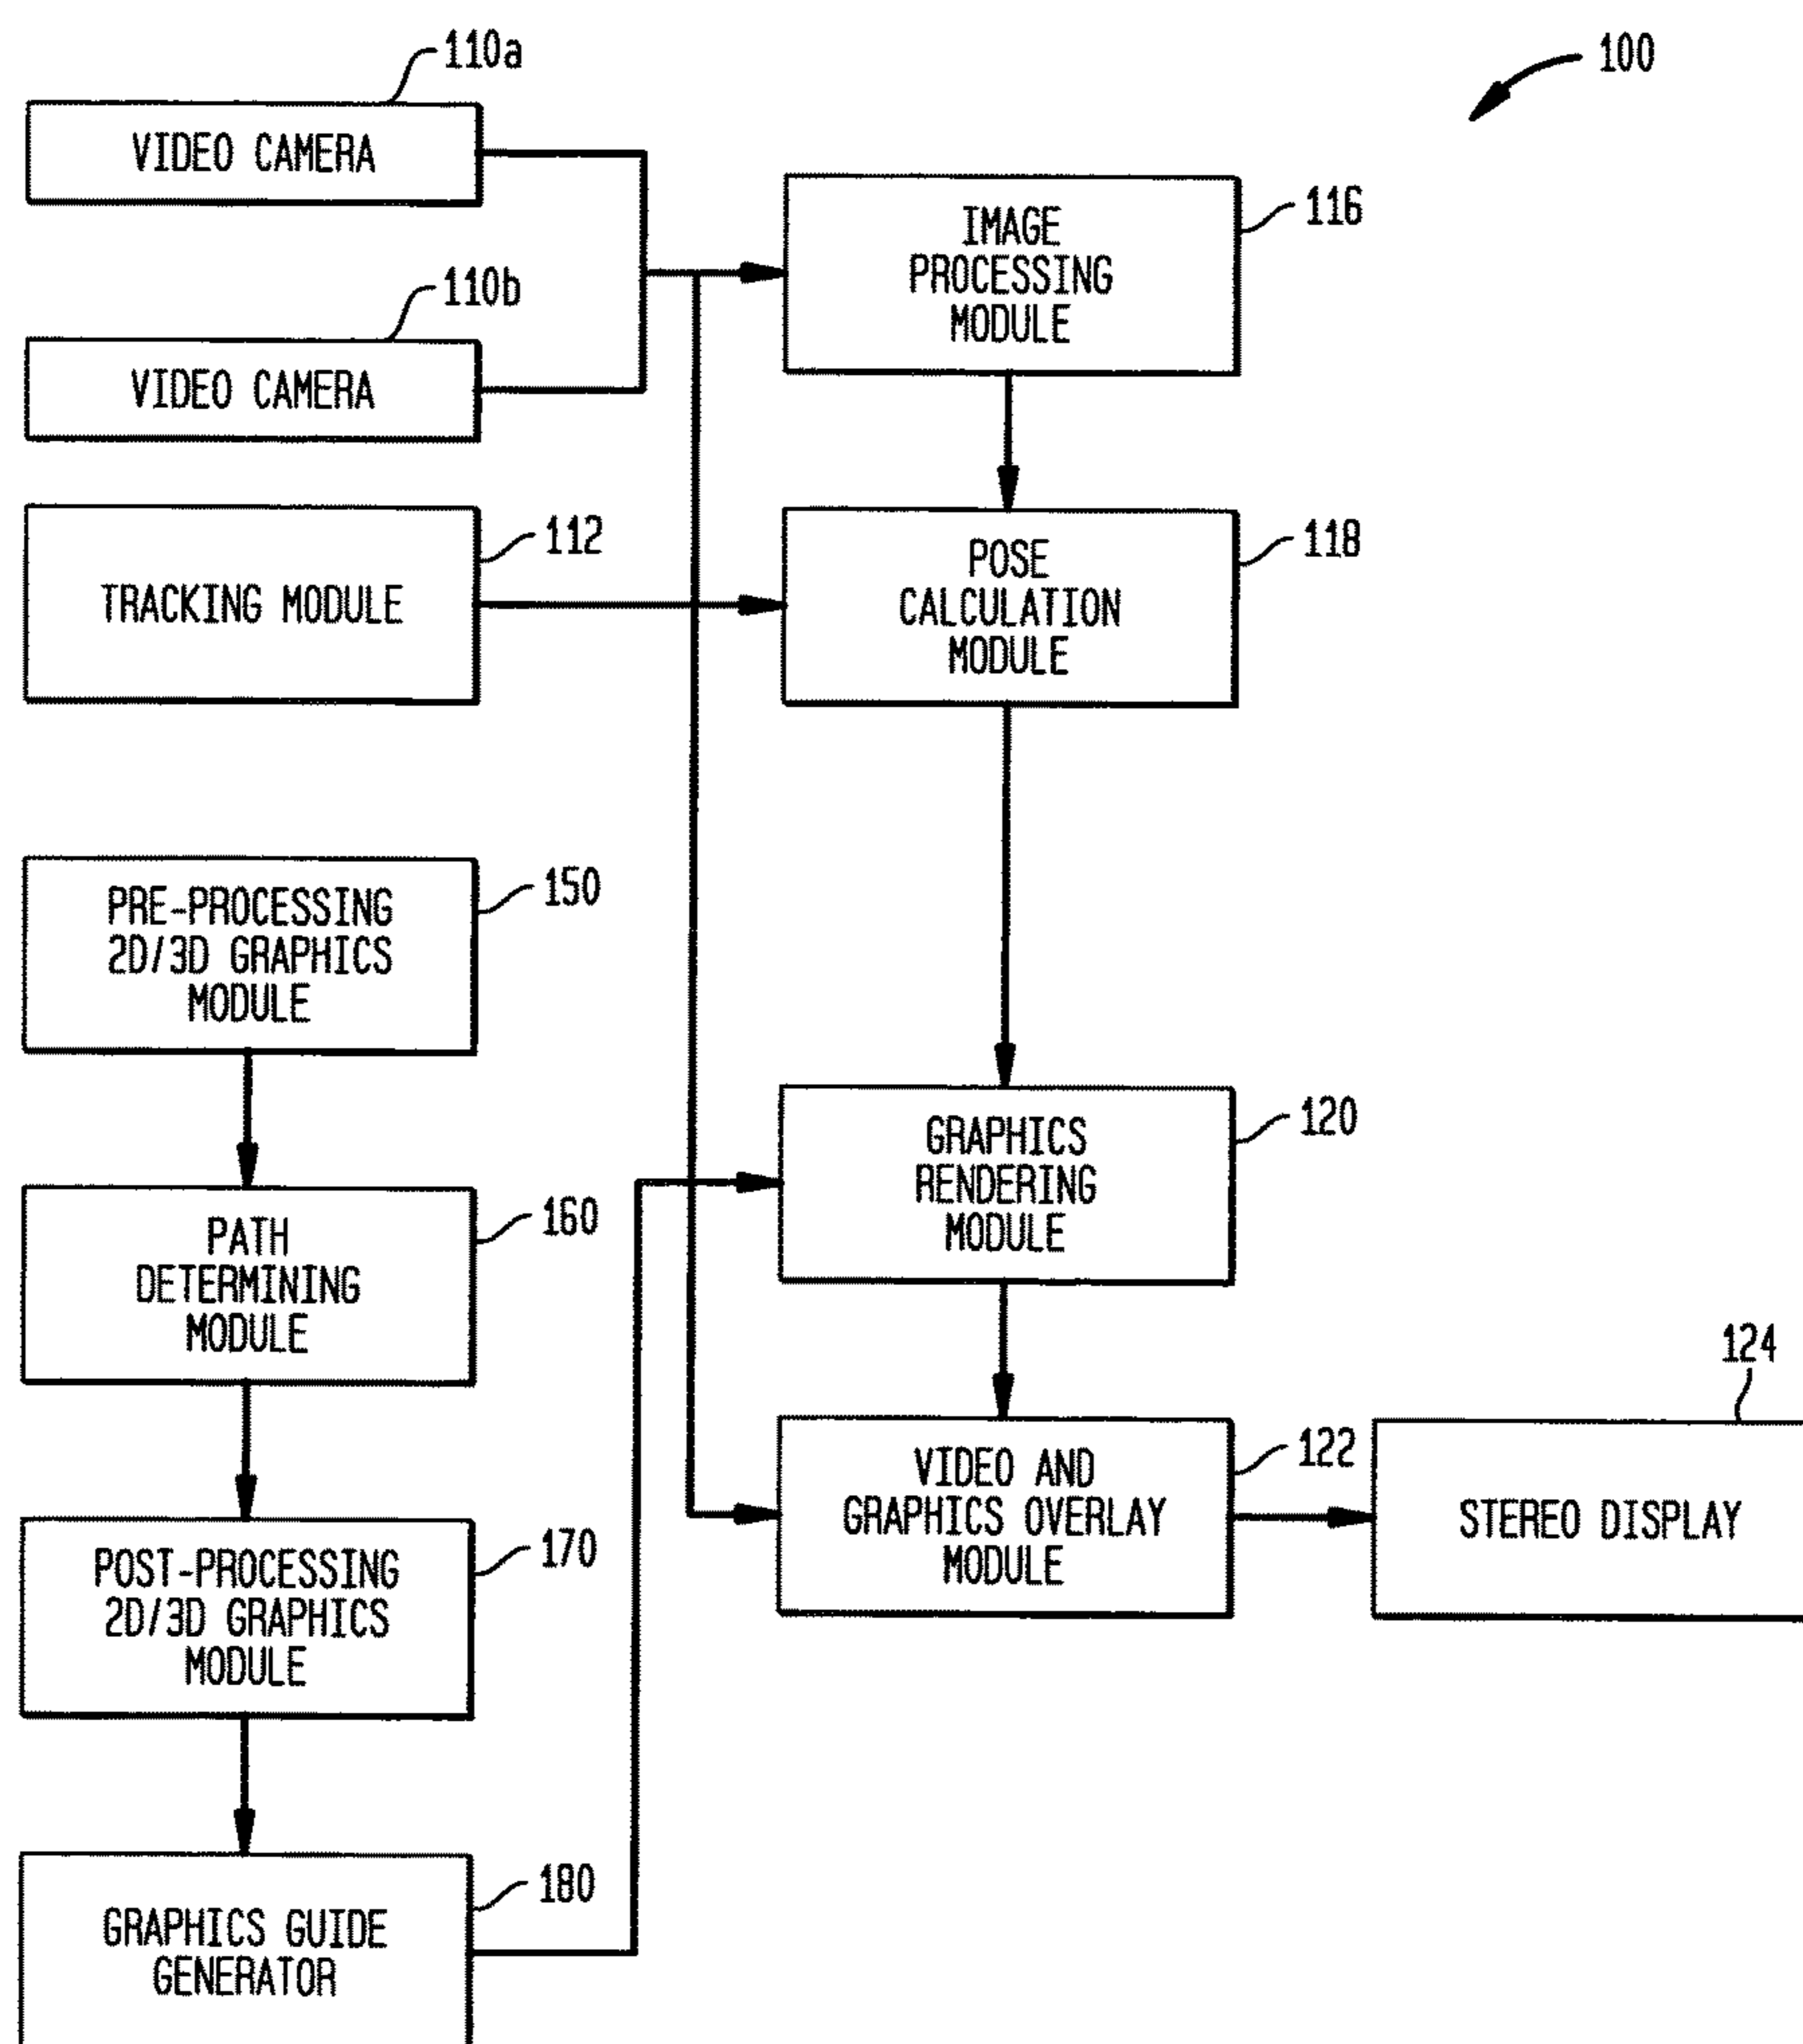 110a
100
VIDEO CAMERA
116
IMAGE
PROCESSING
MODULE
110b
VIDEO CAMERA
112
TRACKING MODULE
118
POSE
CALCULATION
MODULE
150
PRE-PROCESSING
2D/3D GRAPHICS
MODULE
120
GRAPHICS
RENDERING
MODULE
160
PATH
DETERMINING
MODULE
124
122
VIDEO AND
GRAPHICS OVERLAY
MODULE
STEREO DISPLAY
170
POST-PROCESSING
2D/3D GRAPHICS
MODULE
180
GRAPHICS GUIDE
GENERATOR